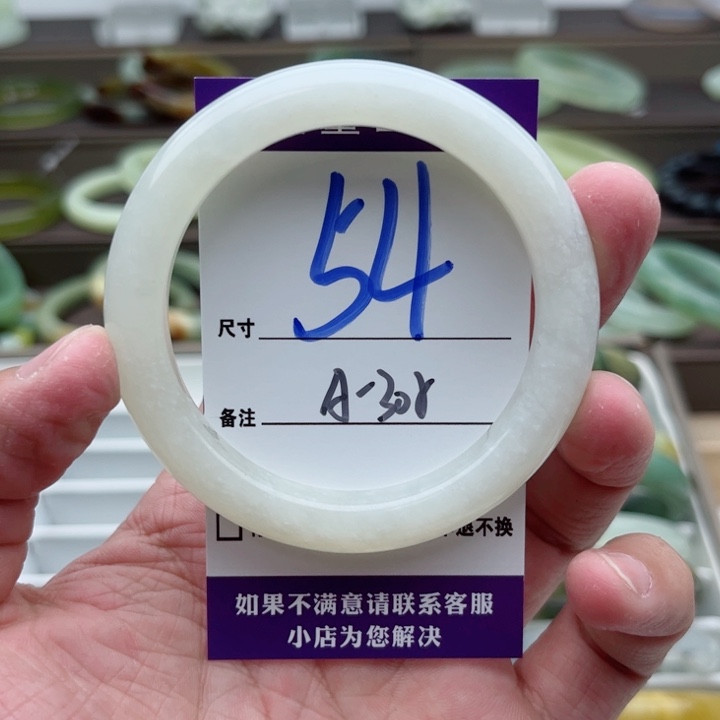 54
尺寸
A-308
备注
退不换
如果不满意请联系客服
小店为您解决